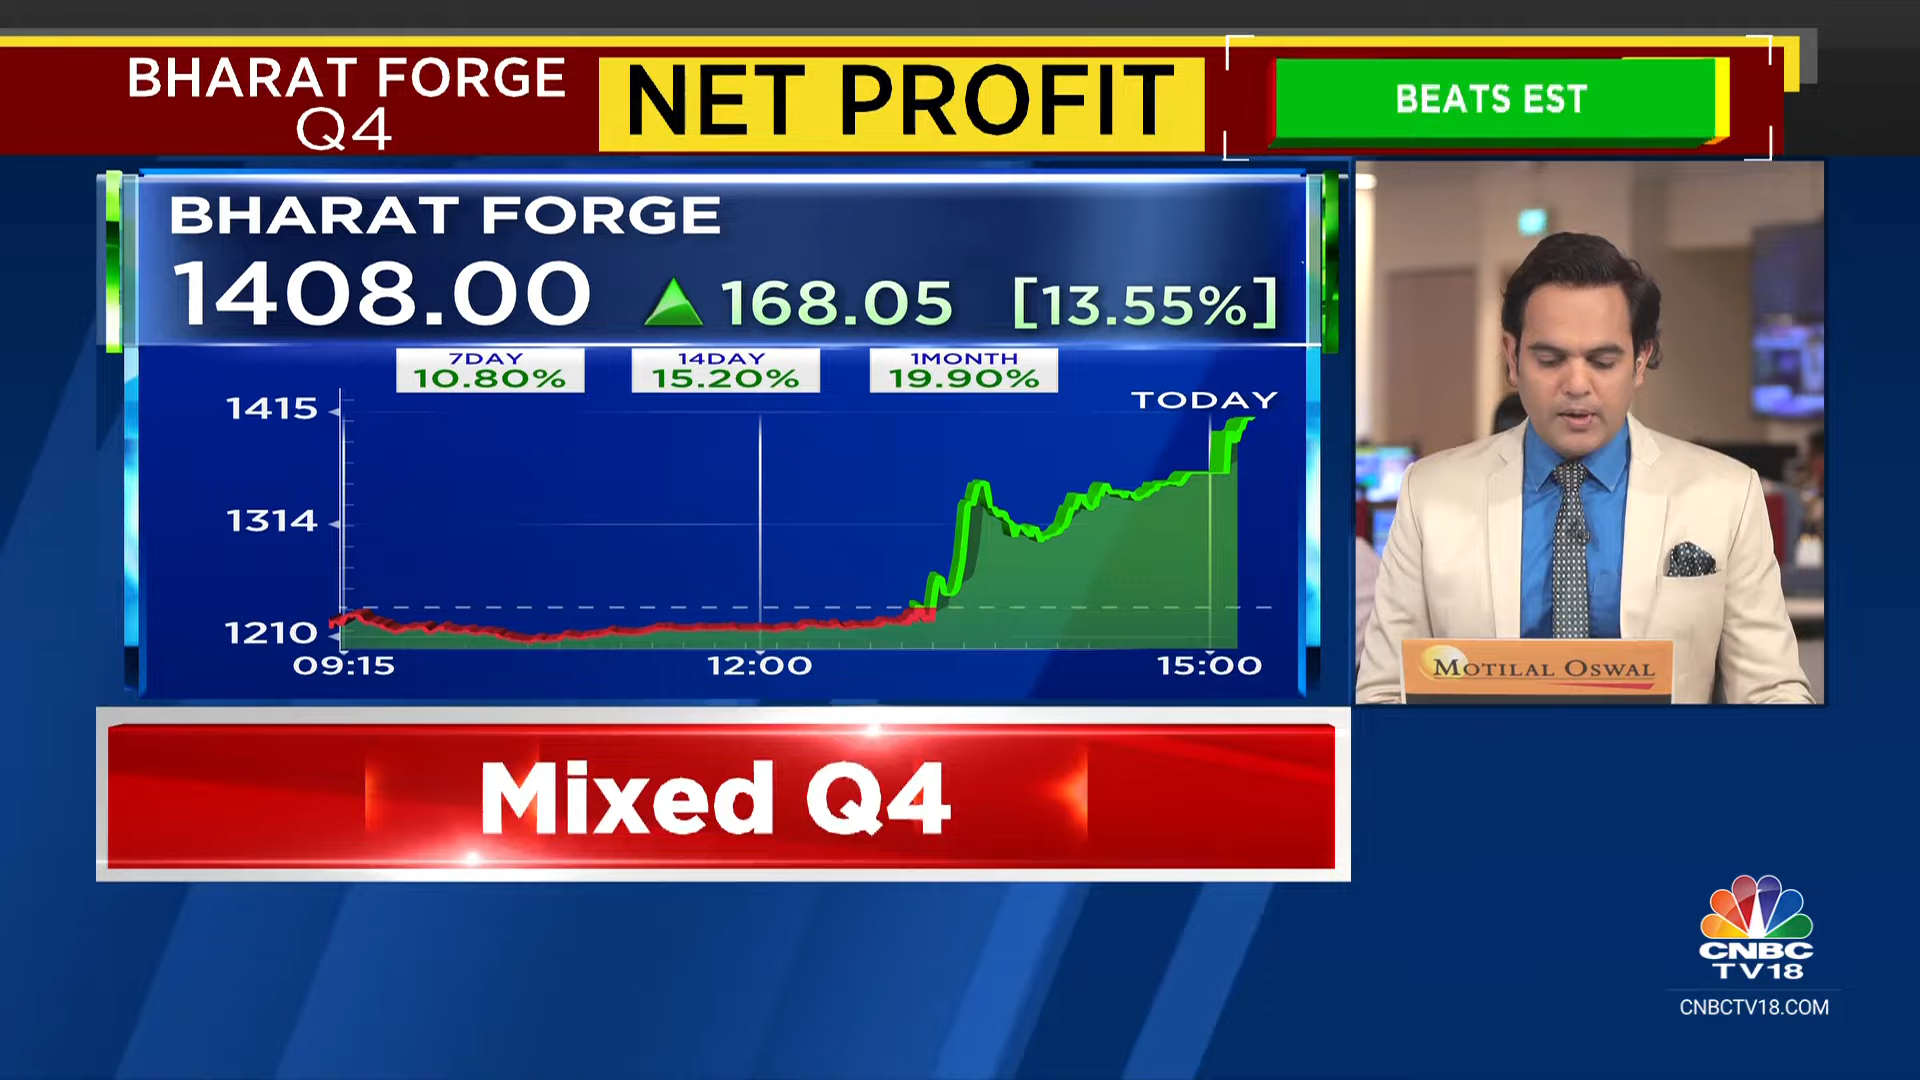 BHARAT FORGE
Q4
NET PROFIT
BEATS EST
BHARAT FORGE
1408.00 168.05 [13.55%]
7DAY
10.80%
14DAY
15.20%
1MONTH
19.90%
TODAY
1415
1314
1210
09:15 12:00 15:00
MOTILAL OSWAL
Mixed Q4
CNBC
TV18
CNBCTV18.COM